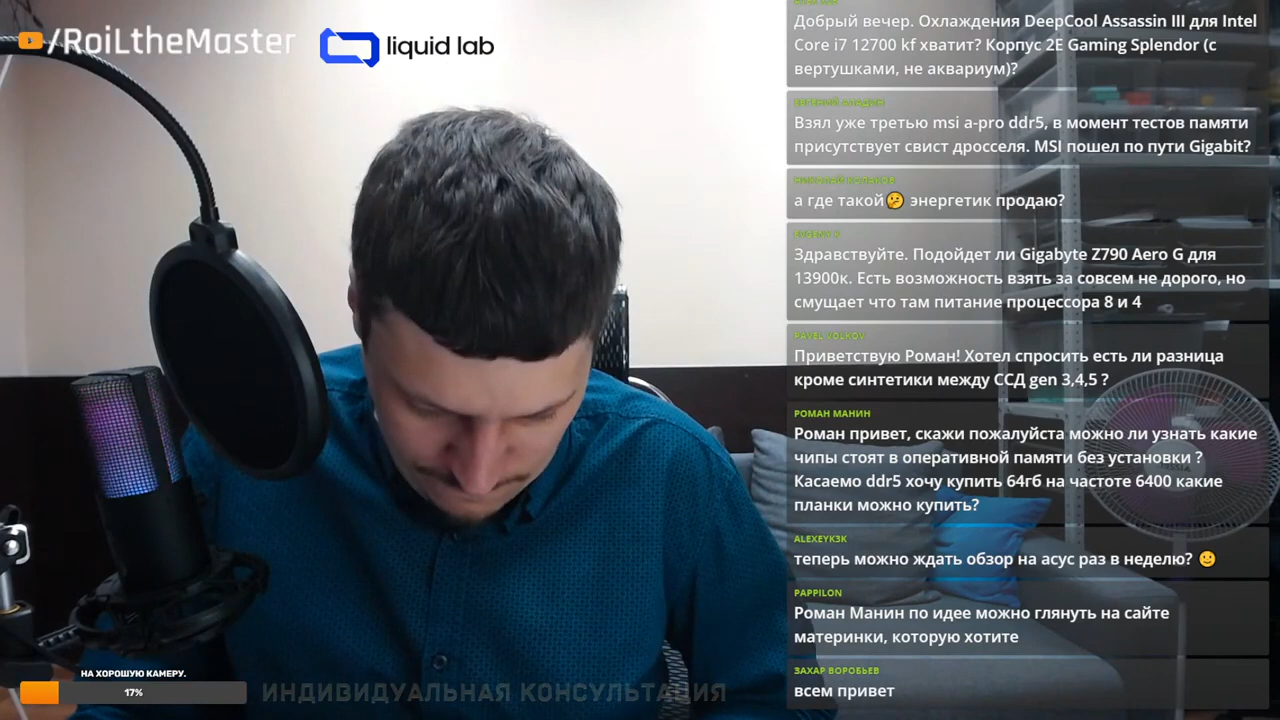 /RoiLtheMaster
liquid lab
Добрый вечер. Охлаждения DeepCool Assassin III для Intel
Core i7 12700 kf хватит? Корпус 2E Gaming Splendor (с
вертушками, не аквариум)?
ЕВГЕНИЙ АЛАДИН
Взял уже третью msi a-pro ddr5, в момент тестов памяти
присутствует свист дросселя. MSI пошел по пути Gigabit?
а где такой🤔 энергетик продаю?
EVGENIY K
Здравствуйте. Подойдет ли Gigabyte Z790 Aero G для
13900к. Есть возможность взять за совсем не дорого, но
смущает что там питание процессора 8 и 4
PAVEL VOLKOV
Приветствую Роман! Хотел спросить есть ли разница
кроме синтетики между ССД gen 3,4,5 ?
РОМАН МАНИН
Роман привет, скажи пожалуйста можно ли узнать какие
чипы стоят в оперативной памяти без установки ?
Касаемо ddr5 хочу купить 64гб на частоте 6400 какие
планки можно купить?
ALEXEYK3K
теперь можно ждать обзор на асус раз в неделю? 🙂
PAPPILON
Роман Манин по идее можно глянуть на сайте
материнки, которую хотите
ЗАХАР ВОРОБЬЕВ
всем привет
НА ХОРОШУЮ КАМЕРУ.
17%
ИНДИВИДУАЛЬНАЯ КОНСУЛЬТАЦИЯ